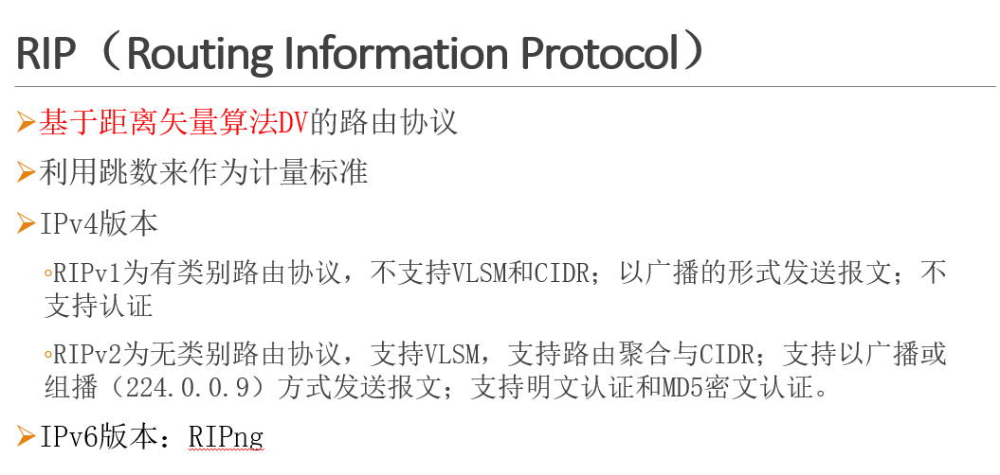 RIP（Routing Information Protocol）
➢基于距离矢量算法DV的路由协议
➢利用跳数来作为计量标准
➢IPv4版本
◦RIPv1为有类别路由协议，不支持VLSM和CIDR；以广播的形式发送报文；不
支持认证
◦RIPv2为无类别路由协议，支持VLSM，支持路由聚合与CIDR；支持以广播或
组播（224.0.0.9）方式发送报文；支持明文认证和MD5密文认证。
➢IPv6版本：RIPng